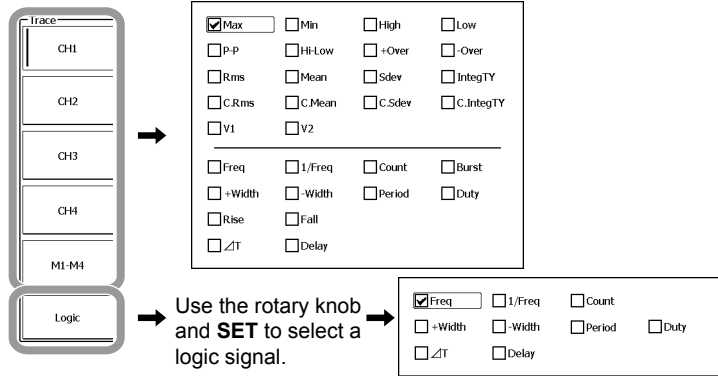 Trace
CH1
CH2
CH3
CH4
M1-M4
Logic
Max Min High Low
P-P Hi-Low +Over -Over
Rms Mean Sdev IntegTY
C.Rms C.Mean C.Sdev C.IntegTY
V1 V2
Freq 1/Freq Count Burst
+Width -Width Period Duty
Rise Fall
⊿T Delay
Use the rotary knob
and SET to select a
logic signal.
Freq 1/Freq Count
+Width -Width Period Duty
⊿T Delay